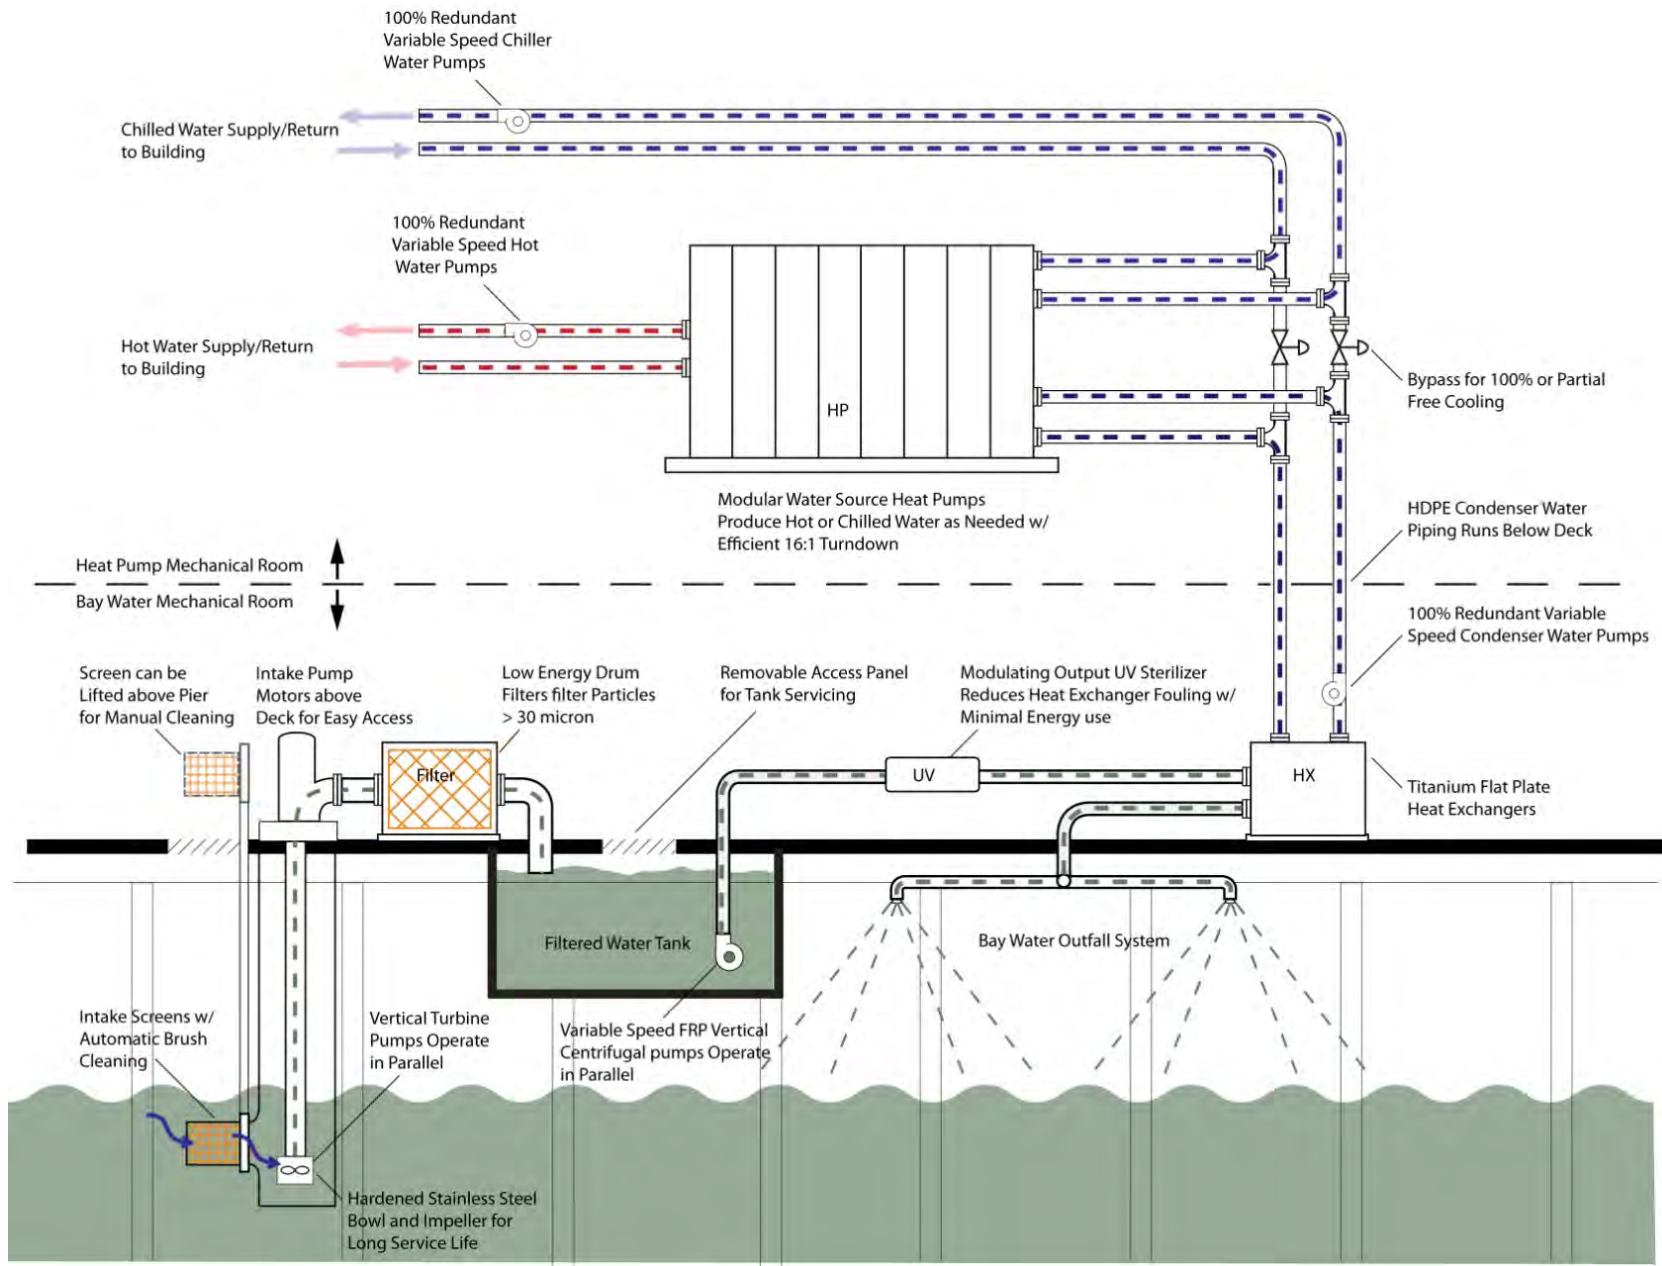 100% Redundant
Variable Speed Chiller
Water Pumps
Chilled Water Supply/Return
to Building
100% Redundant
Variable Speed Hot
Water Pumps
Hot Water Supply/Return
to Building
HP
Bypass for 100% or Partial
Free Cooling
Modular Water Source Heat Pumps
Produce Hot or Chilled Water as Needed w/
Efficient 16:1 Turndown
HDPE Condenser Water
Piping Runs Below Deck
Heat Pump Mechanical Room
Bay Water Mechanical Room
100% Redundant Variable
Speed Condenser Water Pumps
Screen can be
Lifted above Pier
for Manual Cleaning
Intake Pump
Motors above
Deck for Easy Access
Low Energy Drum
Filters filter Particles
> 30 micron
Removable Access Panel
for Tank Servicing
Modulating Output UV Sterilizer
Reduces Heat Exchanger Fouling w/
Minimal Energy use
Filter
UV
HX
Titanium Flat Plate
Heat Exchangers
Filtered Water Tank
Bay Water Outfall System
Intake Screens w/
Automatic Brush
Cleaning
Vertical Turbine
Pumps Operate
in Parallel
Variable Speed FRP Vertical
Centrifugal pumps Operate
in Parallel
Hardened Stainless Steel
Bowl and Impeller for
Long Service Life